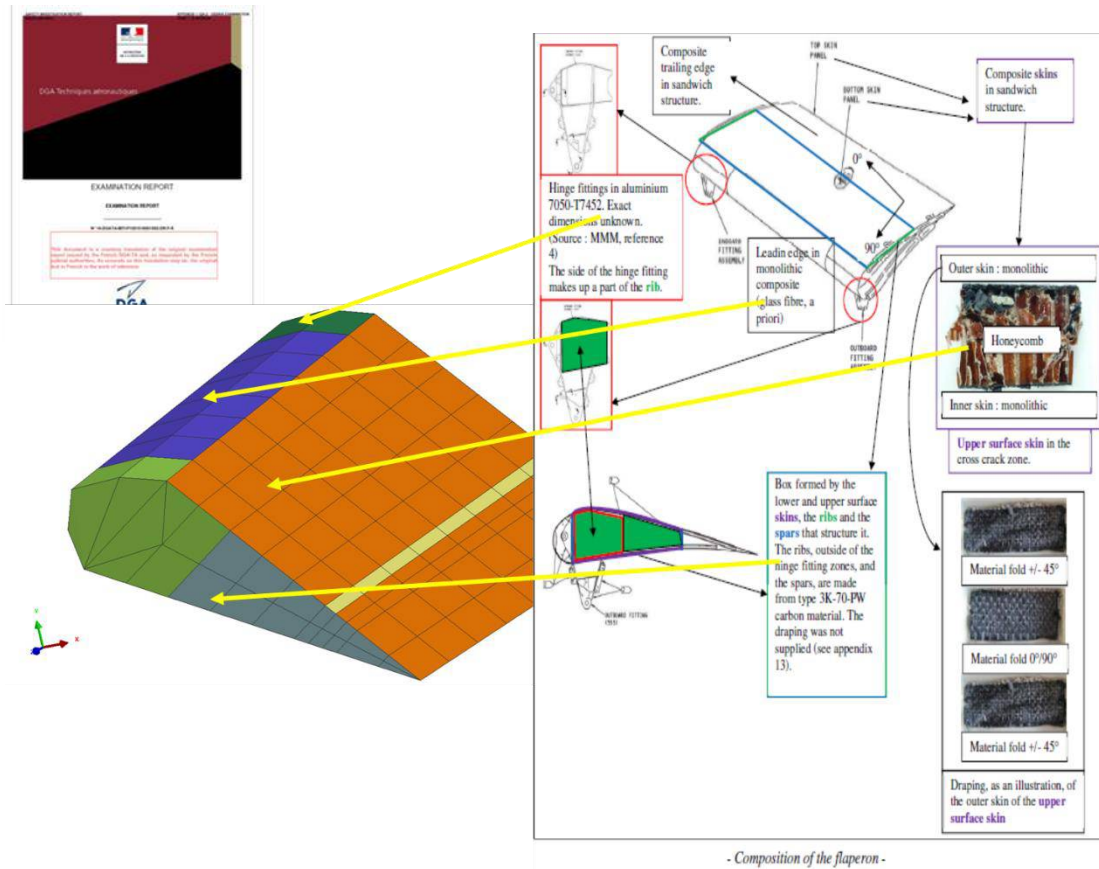 DGA Techniques aéronautiques
EXAMINATION REPORT
EXAMINATION REPORT
DGA
Hinge fittings in aluminium
7050-T7452. Exact
dimensions unknown.
(Source : MMM, reference
4)
The side of the hinge fitting
makes up a part of the rib.
Composite
trailing edge
in sandwich
structure.
TOP SKIN
PANEL
BOTTOM SKIN
PANEL
Composite skins
in sandwich
structure.
0°
90°
INBOARD
FITTING
ASSEMBLY
Leadin edge in
monolithic
composite
(glass fibre, a
priori)
OUTBOARD
FITTING
Outer skin : monolithic
Honeycomb
Inner skin : monolithic
Upper surface skin in the
cross crack zone.
OUTBOARD FITTING
Box formed by the
lower and upper surface
skins, the ribs and the
spars that structure it.
The ribs, outside of the
hinge fitting zones, and
the spars, are made
from type 3K-70-PW
carbon material. The
draping was not
supplied (see appendix
13).
Material fold +/- 45°
Material fold 0°/90°
Material fold +/- 45°
Draping, as an illustration, of
the outer skin of the upper
surface skin
Y
X
- Composition of the flaperon -